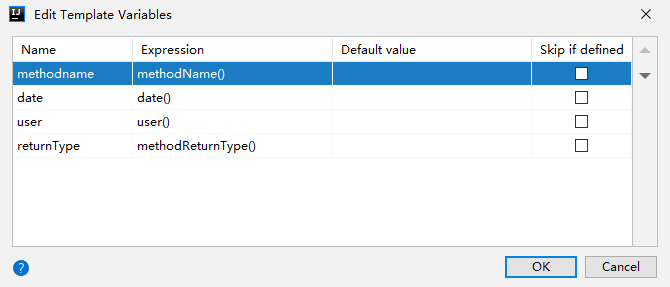 IJ Edit Template Variables
Name Expression Default value Skip if defined
methodname methodName()
date date()
user user()
returnType methodReturnType()
? OK Cancel